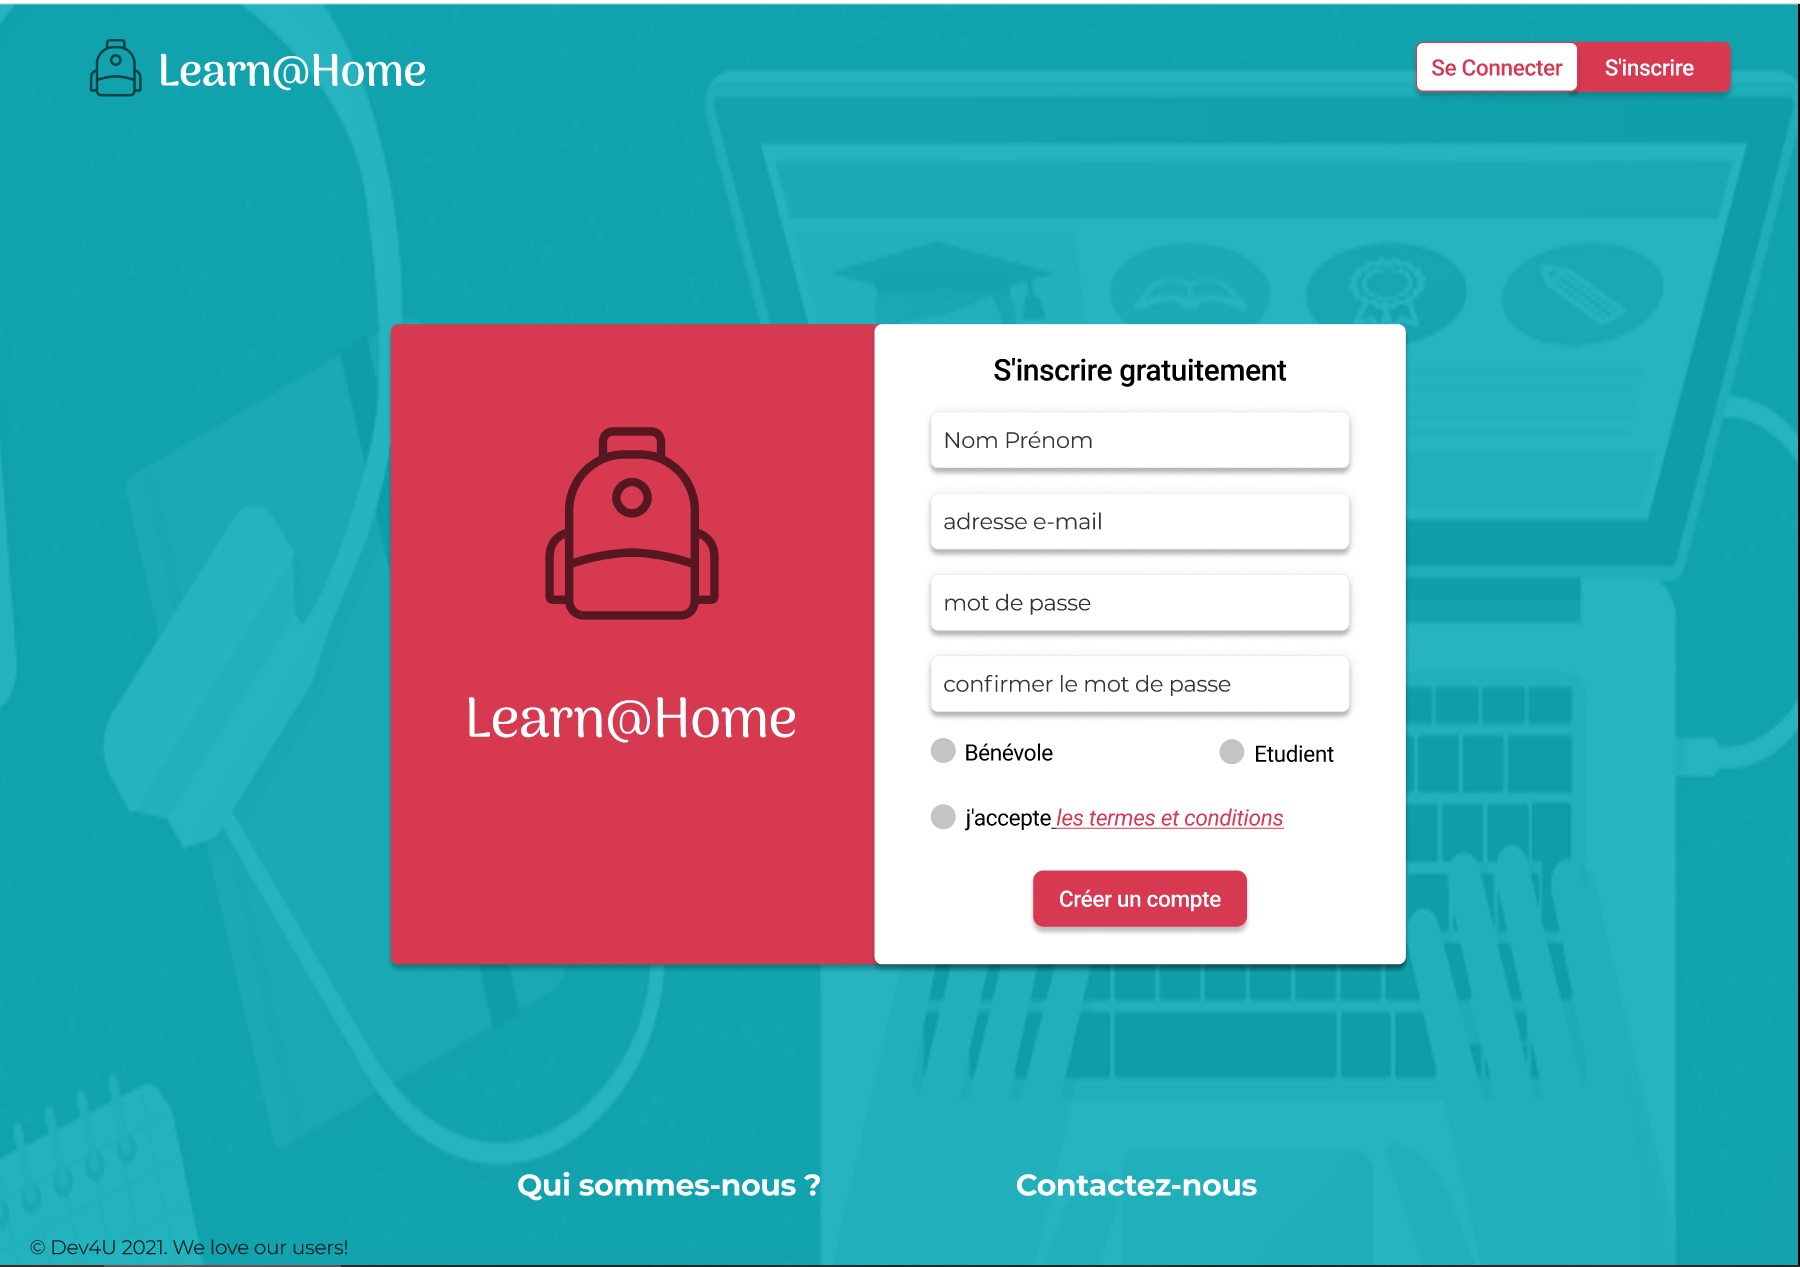 Learn@Home
Se Connecter
S'inscrire
S'inscrire gratuitement
Nom Prénom
adresse e-mail
mot de passe
confirmer le mot de passe
Learn@Home
Bénévole
Etudient
j'accepte les termes et conditions
Créer un compte
Qui sommes-nous ?
Contactez-nous
© Dev4U 2021. We love our users!